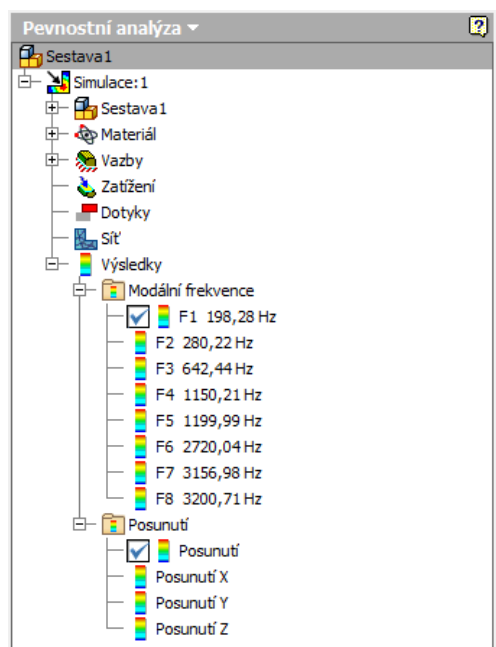 Pevnostní analýza
Sestava1
Simulace:1
Sestava1
Materiál
Vazby
Zatížení
Dotyky
Síť
Výsledky
Modální frekvence
F1 198,28 Hz
F2 280,22 Hz
F3 642,44 Hz
F4 1150,21 Hz
F5 1199,99 Hz
F6 2720,04 Hz
F7 3156,98 Hz
F8 3200,71 Hz
Posunutí
Posunutí
Posunutí X
Posunutí Y
Posunutí Z